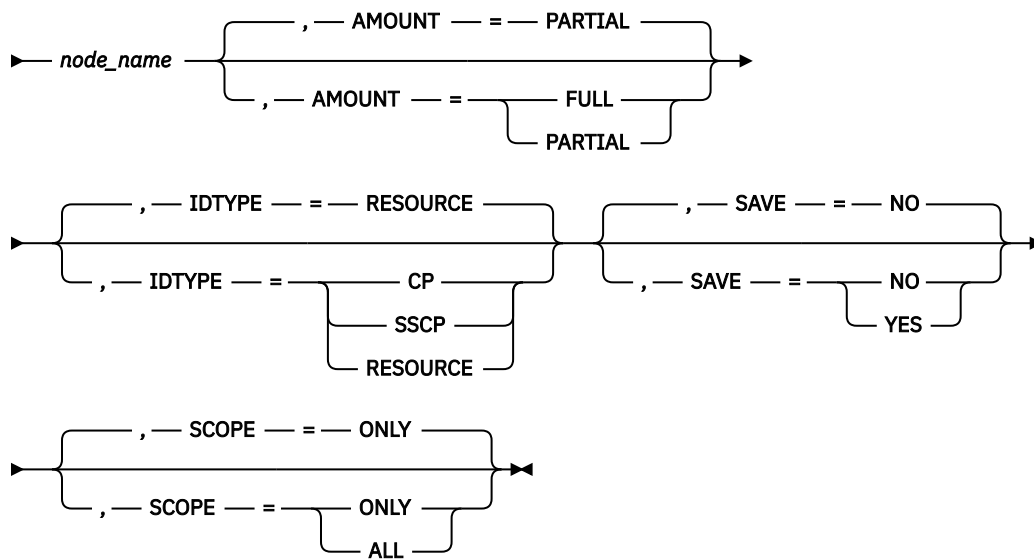 , AMOUNT = PARTIAL
node_name
, AMOUNT = FULL
PARTIAL
, IDTYPE = RESOURCE , SAVE = NO
, IDTYPE = CP , SAVE = NO
SSCP YES
RESOURCE
, SCOPE = ONLY
, SCOPE = ONLY
ALL